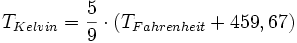 T_{Kelvin} = \frac{5}{9} \cdot (T_{Fahrenheit} + 459,67)